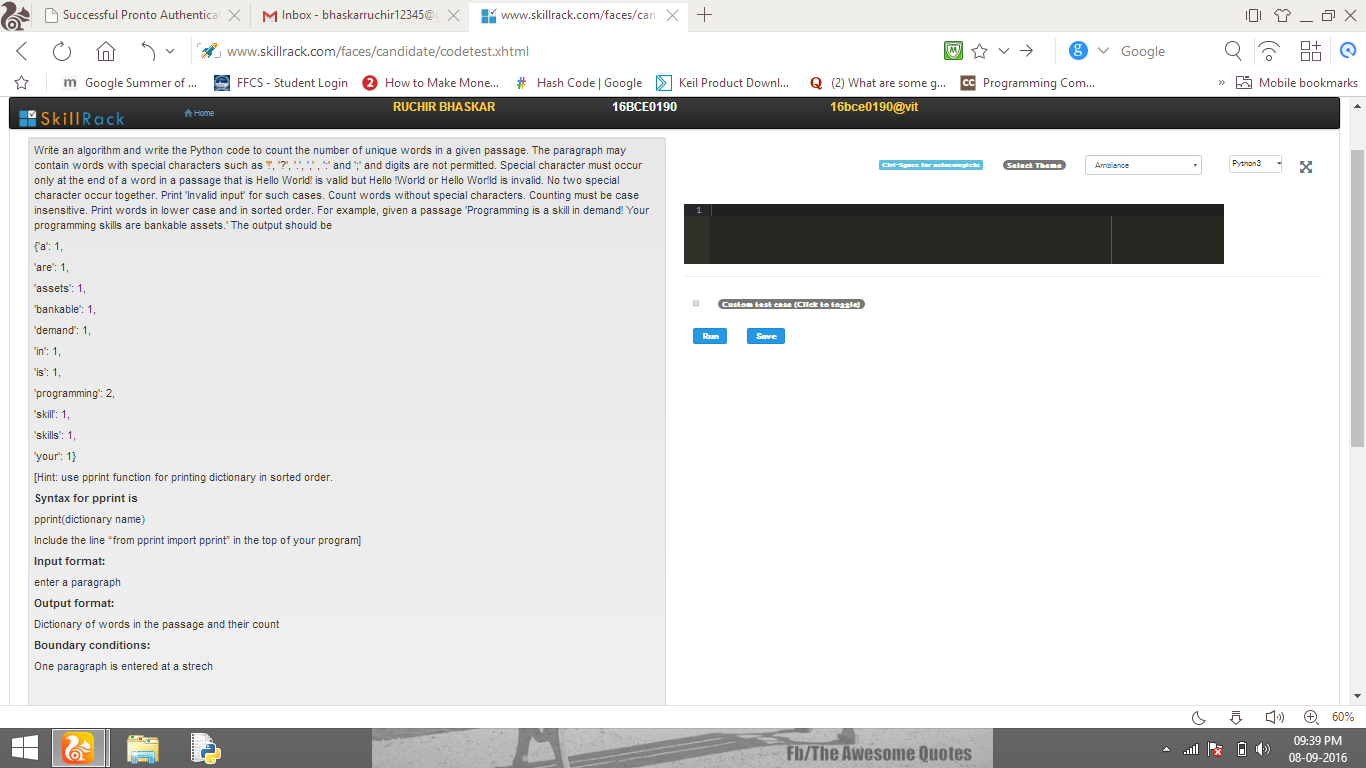 Successful Pronto Authentica
Inbox - bhaskarruchir12345@g
www.skillrack.com/faces/can
www.skillrack.com/faces/candidate/codetest.xhtml
Google
Google Summer of ...
FFCS - Student Login
How to Make Mone...
Hash Code | Google
Keil Product Downl...
(2) What are some g...
Programming Com...
Mobile bookmarks
SkillRack
Home
RUCHIR BHASKAR
16BCE0190
16bce0190@vit
Write an algorithm and write the Python code to count the number of unique words in a given passage. The paragraph may
contain words with special characters such as '!', '?', '.', ',' , ':' and ';' and digits are not permitted. Special character must occur
only at the end of a word in a passage that is Hello World! is valid but Hello !World or Hello Wor!ld is invalid. No two special
character occur together. Print 'Invalid input' for such cases. Count words without special characters. Counting must be case
insensitive. Print words in lower case and in sorted order. For example, given a passage 'Programming is a skill in demand! Your
programming skills are bankable assets.' The output should be
{'a': 1,
'are': 1,
'assets': 1,
'bankable': 1,
'demand': 1,
'in': 1,
'is': 1,
'programming': 2,
'skill': 1,
'skills': 1,
'your': 1}
[Hint: use pprint function for printing dictionary in sorted order.
Syntax for pprint is
pprint(dictionary name)
Include the line “from pprint import pprint” in the top of your program]
Input format:
enter a paragraph
Output format:
Dictionary of words in the passage and their count
Boundary conditions:
One paragraph is entered at a strech
Ctrl-Space for autocomplete
Select Theme
Ambiance
Python3
1
Custom test case (Click to toggle)
Run
Save
60%
Fb/The Awesome Quotes
09:39 PM
08-09-2016